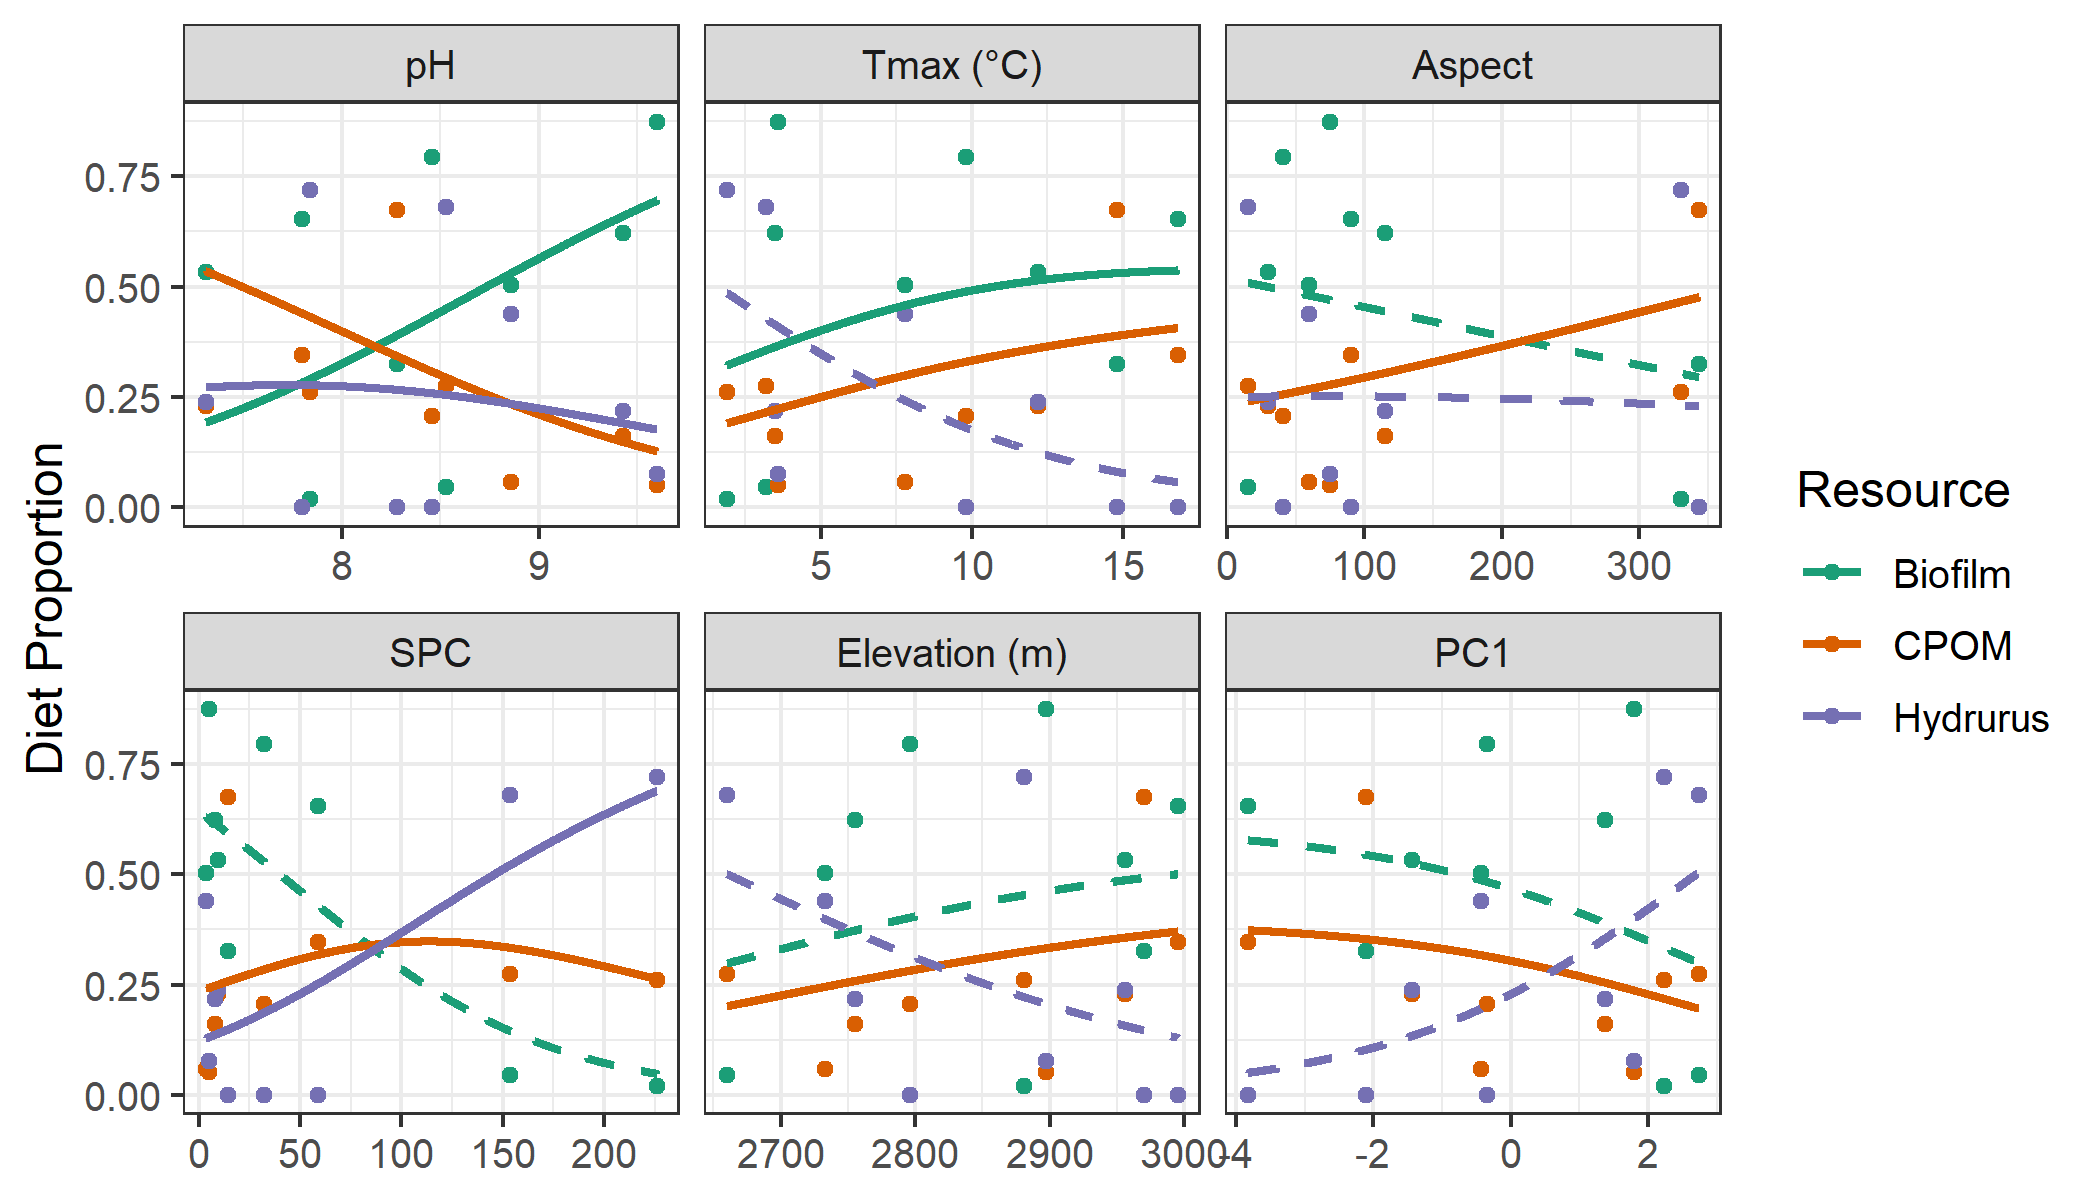 pH
Tmax (°C)
Aspect
0.75
0.50
0.25
0.00
8 9
5 10 15
0 100 200 300
SPC
Elevation (m)
PC1
0.75
0.50
0.25
0.00
0 50 100 150 200
2700 2800 2900 3000
-4 -2 0 2
Diet Proportion
Resource
Biofilm
CPOM
Hydrurus